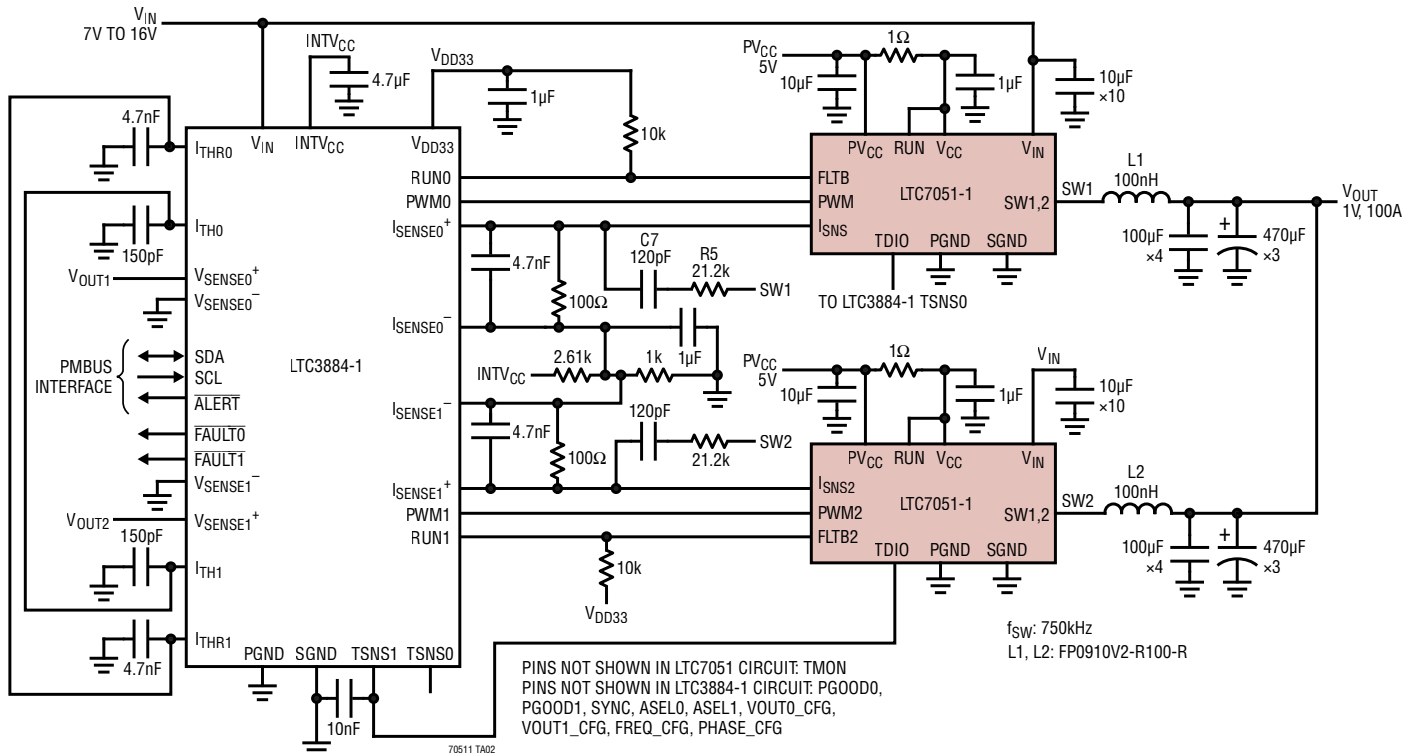 VIN
7V TO 16V
INTVCC
4.7µF
VDD33
1µF
10k
PVCC
5V
10µF
1Ω
1µF
10µF
×10
4.7nF
ITHR0
VIN
INTVCC
VDD33
RUN0
PWM0
ISENSE0+
150pF
ITH0
VOUT1
VSENSE0+
VSENSE0–
PMBUS
INTERFACE
SDA
SCL
ALERT
FAULT0
FAULT1
VSENSE1–
VOUT2
VSENSE1+
150pF
ITH1
4.7nF
ITHR1
LTC3884-1
ISENSE0–
ISENSE1–
ISENSE1+
PWM1
RUN1
PGND
SGND
TSNS1
TSNS0
10nF
4.7nF
100Ω
C7
120pF
R5
21.2k
SW1
1µF
INTVCC
2.61k
1k
4.7nF
100Ω
120pF
21.2k
SW2
10k
VDD33
PVCC
RUN
VCC
VIN
FLTB
PWM
ISNS
LTC7051-1
SW1,2
TDIO
PGND
SGND
TO LTC3884-1 TSNS0
SW1
L1
100nH
VOUT
1V, 100A
100µF
×4
+
470µF
×3
PVCC
5V
10µF
1Ω
1µF
VIN
10µF
×10
PVCC
RUN
VCC
VIN
ISNS2
PWM2
FLTB2
LTC7051-1
SW1,2
TDIO
PGND
SGND
SW2
L2
100nH
100µF
×4
+
470µF
×3
fSW: 750kHz
L1, L2: FP0910V2-R100-R
PINS NOT SHOWN IN LTC7051 CIRCUIT: TMON
PINS NOT SHOWN IN LTC3884-1 CIRCUIT: PGOOD0,
PGOOD1, SYNC, ASEL0, ASEL1, VOUT0_CFG,
VOUT1_CFG, FREQ_CFG, PHASE_CFG
70511 TA02